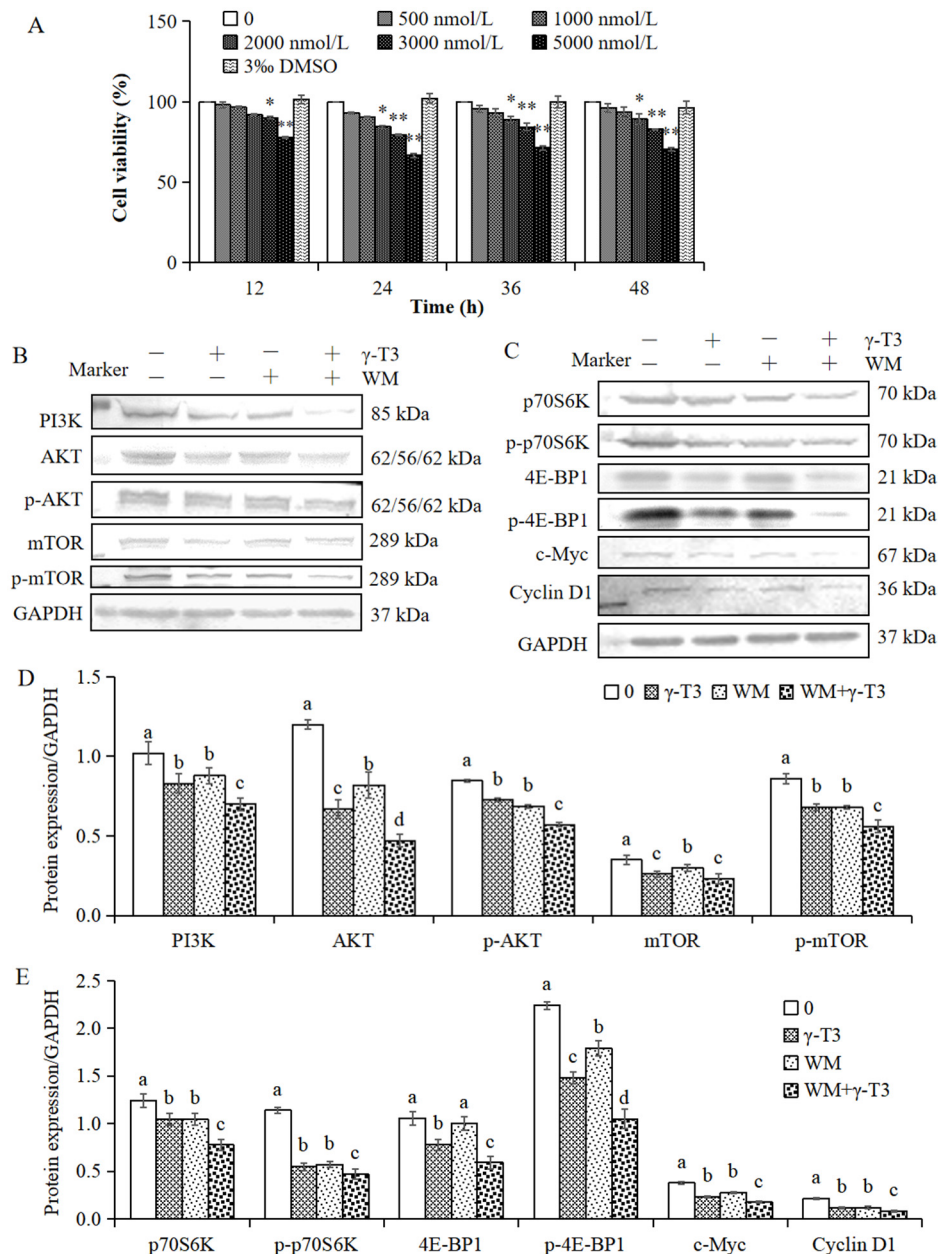 A
0
500 nmol/L
1000 nmol/L
2000 nmol/L
3000 nmol/L
5000 nmol/L
3‰ DMSO
Cell viability (%)
150
100
50
0
* ** * ** ** * ** ** * ** **
12 24 36 48
Time (h)
B
Marker
— + — + γ-T3
— — + + WM
PI3K 85 kDa
AKT 62/56/62 kDa
p-AKT 62/56/62 kDa
mTOR 289 kDa
p-mTOR 289 kDa
GAPDH 37 kDa
C
Marker
— + — + γ-T3
— — + + WM
p70S6K 70 kDa
p-p70S6K 70 kDa
4E-BP1 21 kDa
p-4E-BP1 21 kDa
c-Myc 67 kDa
Cyclin D1 36 kDa
GAPDH 37 kDa
D
0 γ-T3 WM WM+γ-T3
Protein expression/GAPDH
1.5
1.0
0.5
0.0
a b b c
a c b d
a b b c
a c b c
a b b c
PI3K AKT p-AKT mTOR p-mTOR
E
0
γ-T3
WM
WM+γ-T3
Protein expression/GAPDH
2.5
2.0
1.5
1.0
0.5
0.0
a b b c
a b b c
a b a c
a c b d
a b b c
a b b c
p70S6K p-p70S6K 4E-BP1 p-4E-BP1 c-Myc Cyclin D1